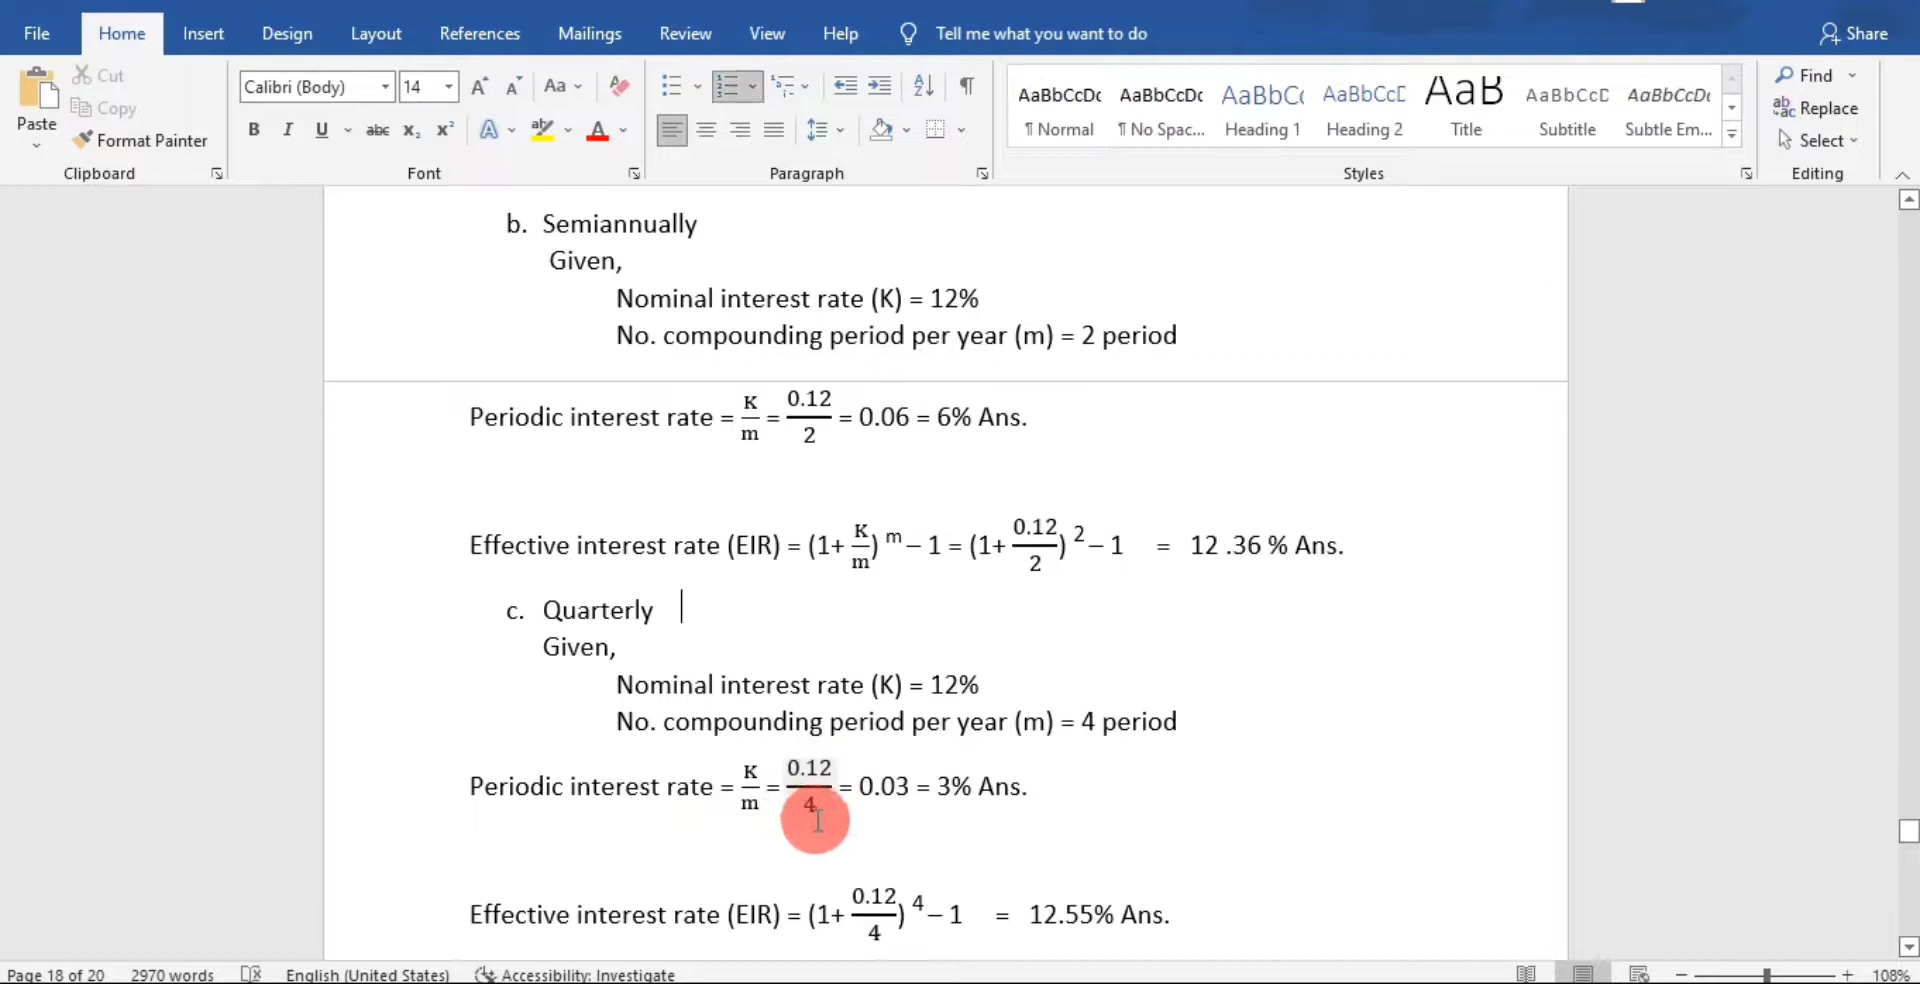 File Home Insert Design Layout References Mailings Review View Help Tell me what you want to do Share
Cut
Copy
Paste
Format Painter
Clipboard
Calibri (Body) 14
Font
Paragraph
AaBbCcDc AaBbCcDc AaBbC( AaBbCcD AaB AaBbCcD AaBbCcDc
¶ Normal ¶ No Spac... Heading 1 Heading 2 Title Subtitle Subtle Em...
Styles
Find
Replace
Select
Editing
b. Semiannually
Given,
Nominal interest rate (K) = 12%
No. compounding period per year (m) = 2 period
Periodic interest rate = K/m = 0.12/2 = 0.06 = 6% Ans.
Effective interest rate (EIR) = (1+ K/m) ᵐ – 1 = (1+ 0.12/2) ² – 1 = 12 .36 % Ans.
c. Quarterly
Given,
Nominal interest rate (K) = 12%
No. compounding period per year (m) = 4 period
Periodic interest rate = K/m = 0.12/4 = 0.03 = 3% Ans.
Effective interest rate (EIR) = (1+ 0.12/4) ⁴ – 1 = 12.55% Ans.
Page 18 of 20 2970 words English (United States) Accessibility: Investigate 108%